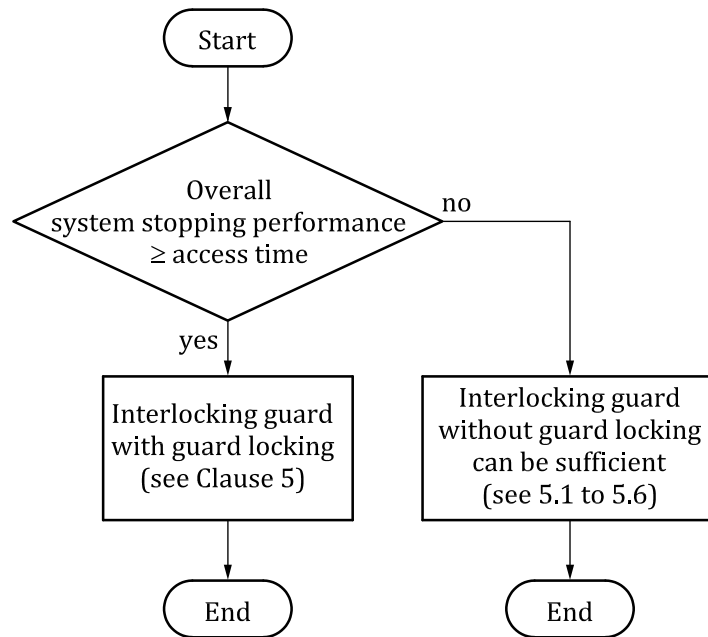 Start
Overall
system stopping performance
≥ access time
no
yes
Interlocking guard
with guard locking
(see Clause 5)
Interlocking guard
without guard locking
can be sufficient
(see 5.1 to 5.6)
End
End